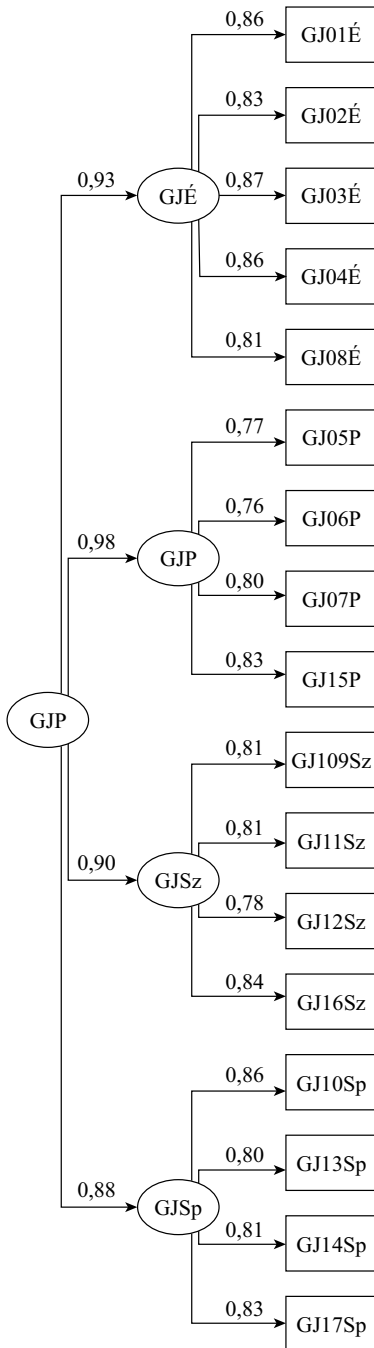 0,86
GJ01É
0,83
GJ02É
0,93
GJÉ
0,87
GJ03É
0,86
GJ04É
0,81
GJ08É
0,77
GJ05P
0,76
GJ06P
0,98
GJP
0,80
GJ07P
0,83
GJ15P
GJP
0,81
GJ109Sz
0,81
GJ11Sz
0,90
GJSz
0,78
GJ12Sz
0,84
GJ16Sz
0,86
GJ10Sp
0,80
GJ13Sp
0,88
GJSp
0,81
GJ14Sp
0,83
GJ17Sp